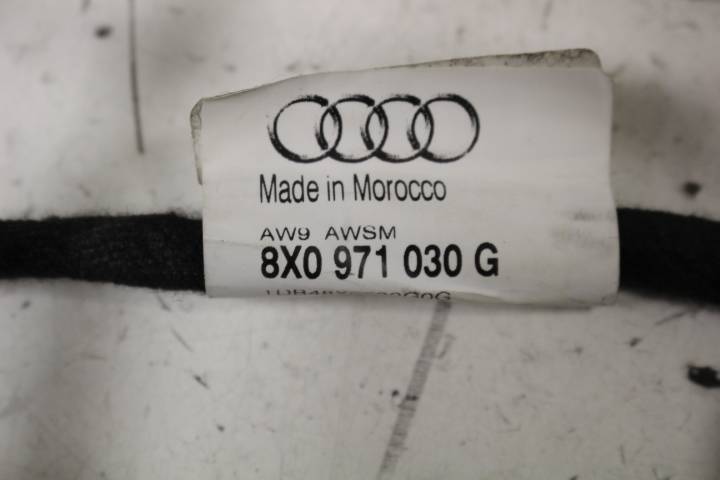 Made in Morocco
AW9 AWSM
8X0 971 030 G